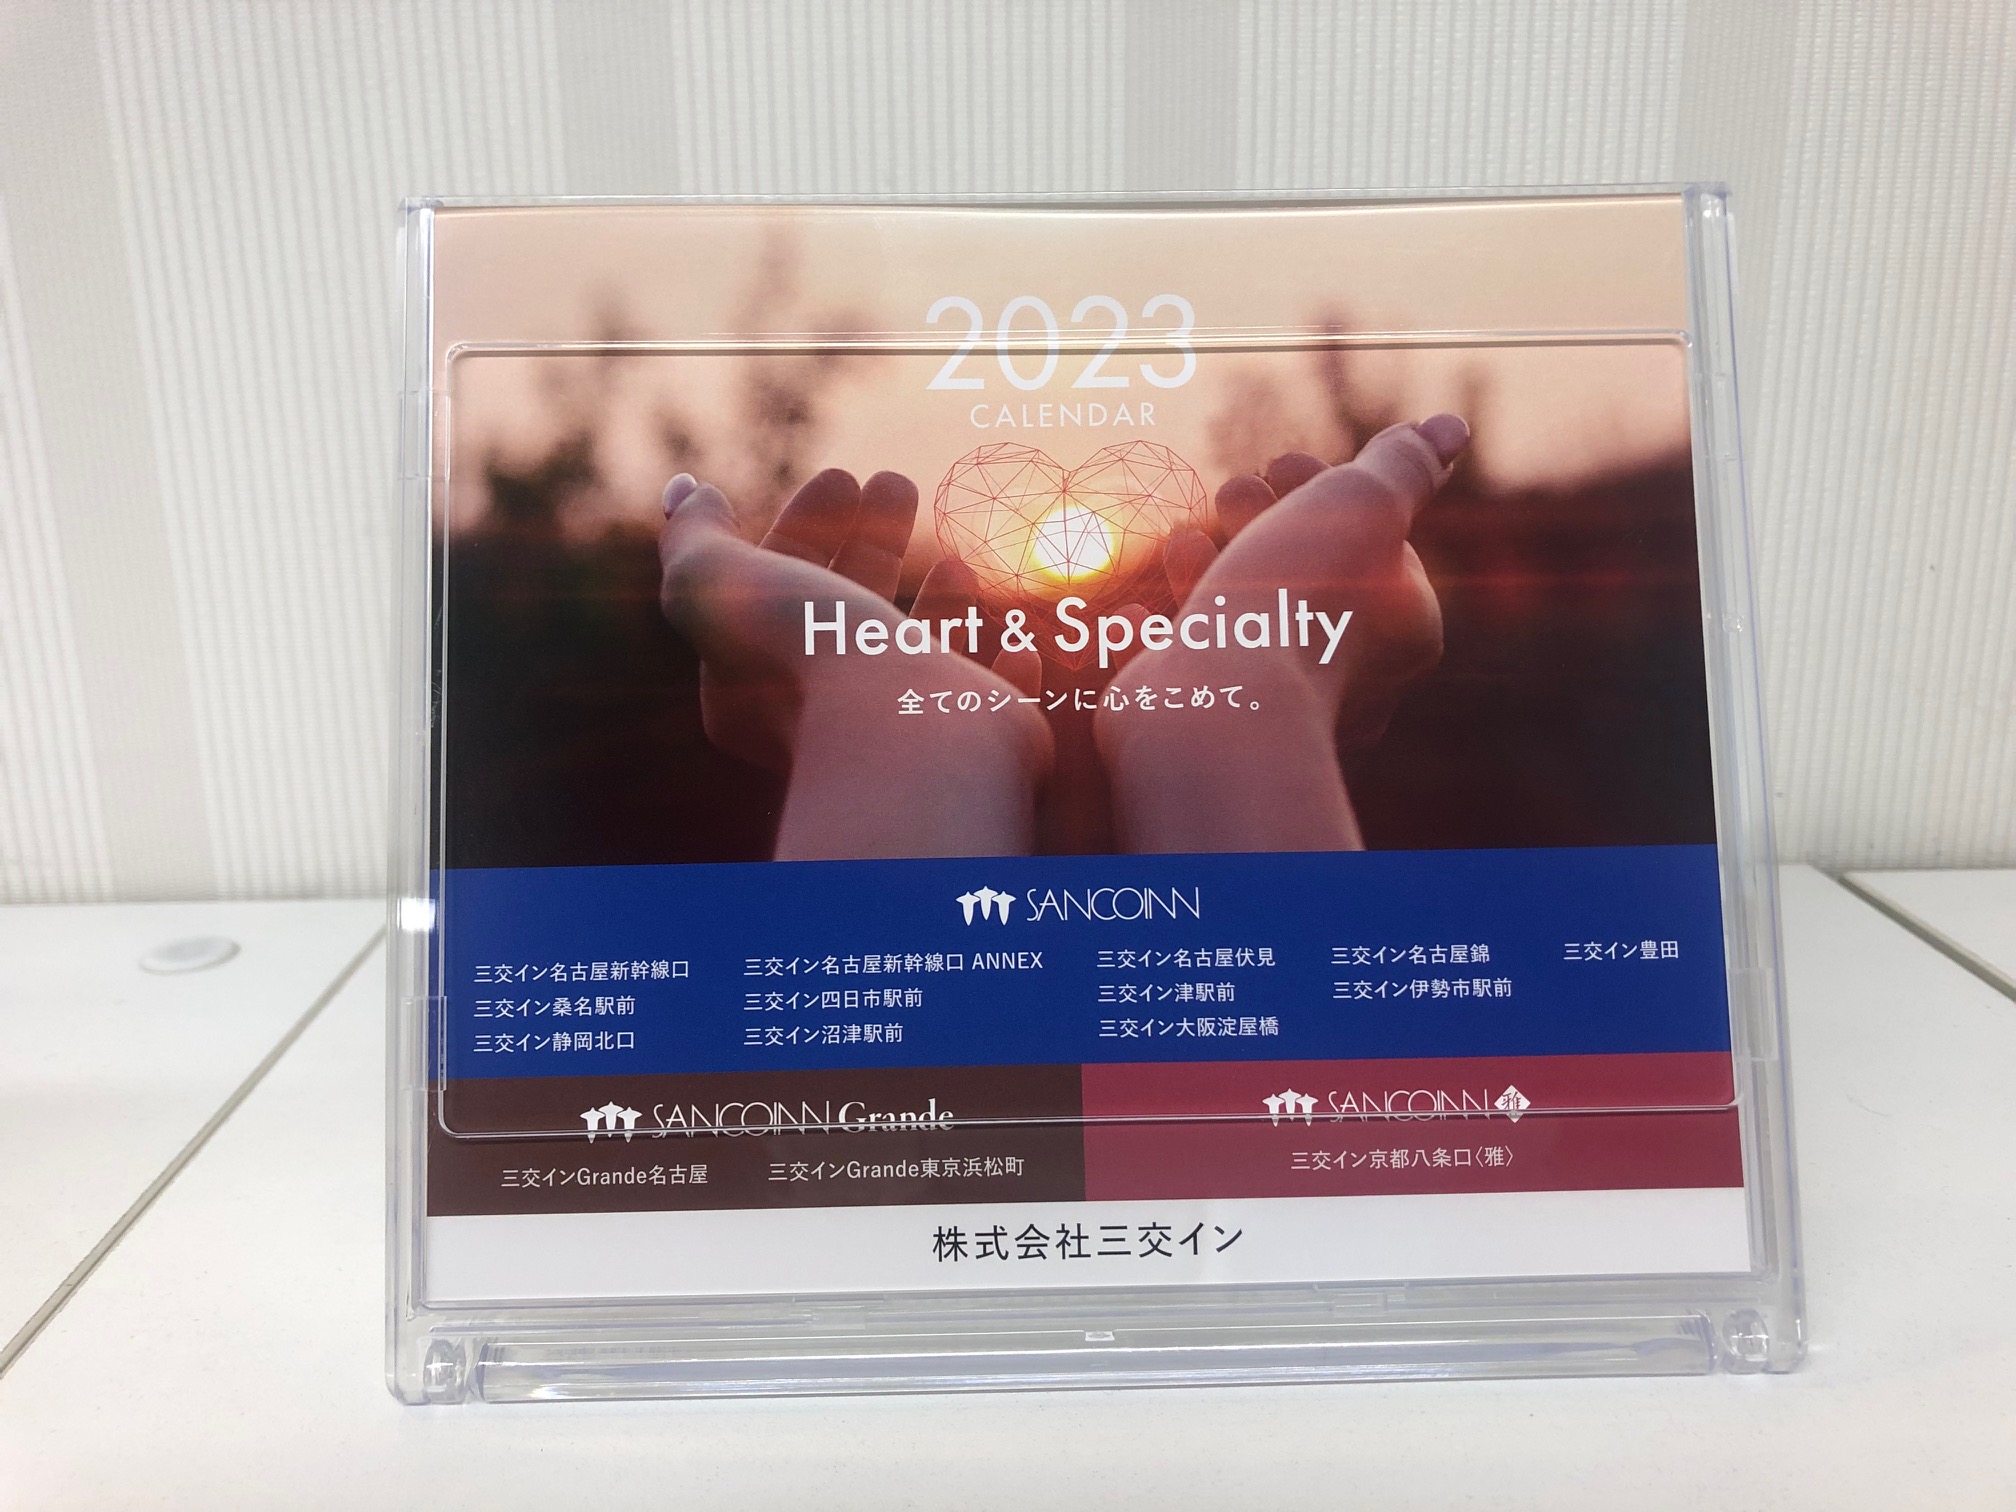 2023
CALENDAR
Heart & Specialty
全てのシーンに心をこめて。
SANCOINN
三交イン名古屋新幹線口 三交イン名古屋新幹線口 ANNEX 三交イン名古屋伏見 三交イン名古屋錦 三交イン豊田
三交イン桑名駅前 三交イン四日市駅前 三交イン津駅前 三交イン伊勢市駅前
三交イン静岡北口 三交イン沼津駅前 三交イン大阪淀屋橋
SANCOINN Grande
三交インGrande名古屋 三交インGrande東京浜松町
SANCOINN 雅
三交イン京都八条口〈雅〉
株式会社三交イン